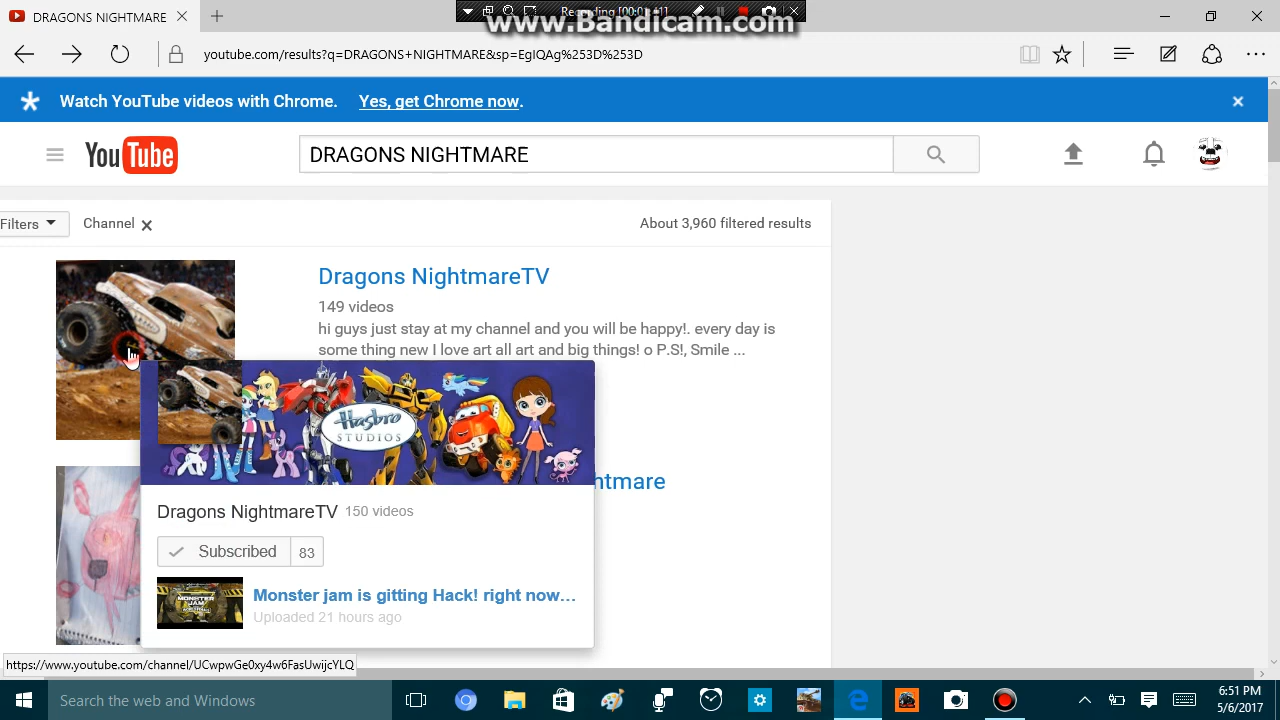 DRAGONS NIGHTMARE
www.Bandicam.com
youtube.com/results?q=DRAGONS+NIGHTMARE&sp=EgIQAg%253D%253D
Watch YouTube videos with Chrome. Yes, get Chrome now.
YouTube
DRAGONS NIGHTMARE
Filters
Channel
About 3,960 filtered results
Dragons NightmareTV
149 videos
hi guys just stay at my channel and you will be happy!. every day is
some thing new I love art all art and big things! o P.S!, Smile ...
Hasbro
STUDIOS
htmare
Dragons NightmareTV 150 videos
Subscribed 83
MONSTER
JAM
Monster jam is gitting Hack! right now...
Uploaded 21 hours ago
https://www.youtube.com/channel/UCwpwGe0xy4w6FasUwijcYLQ
Search the web and Windows
6:51 PM
5/6/2017